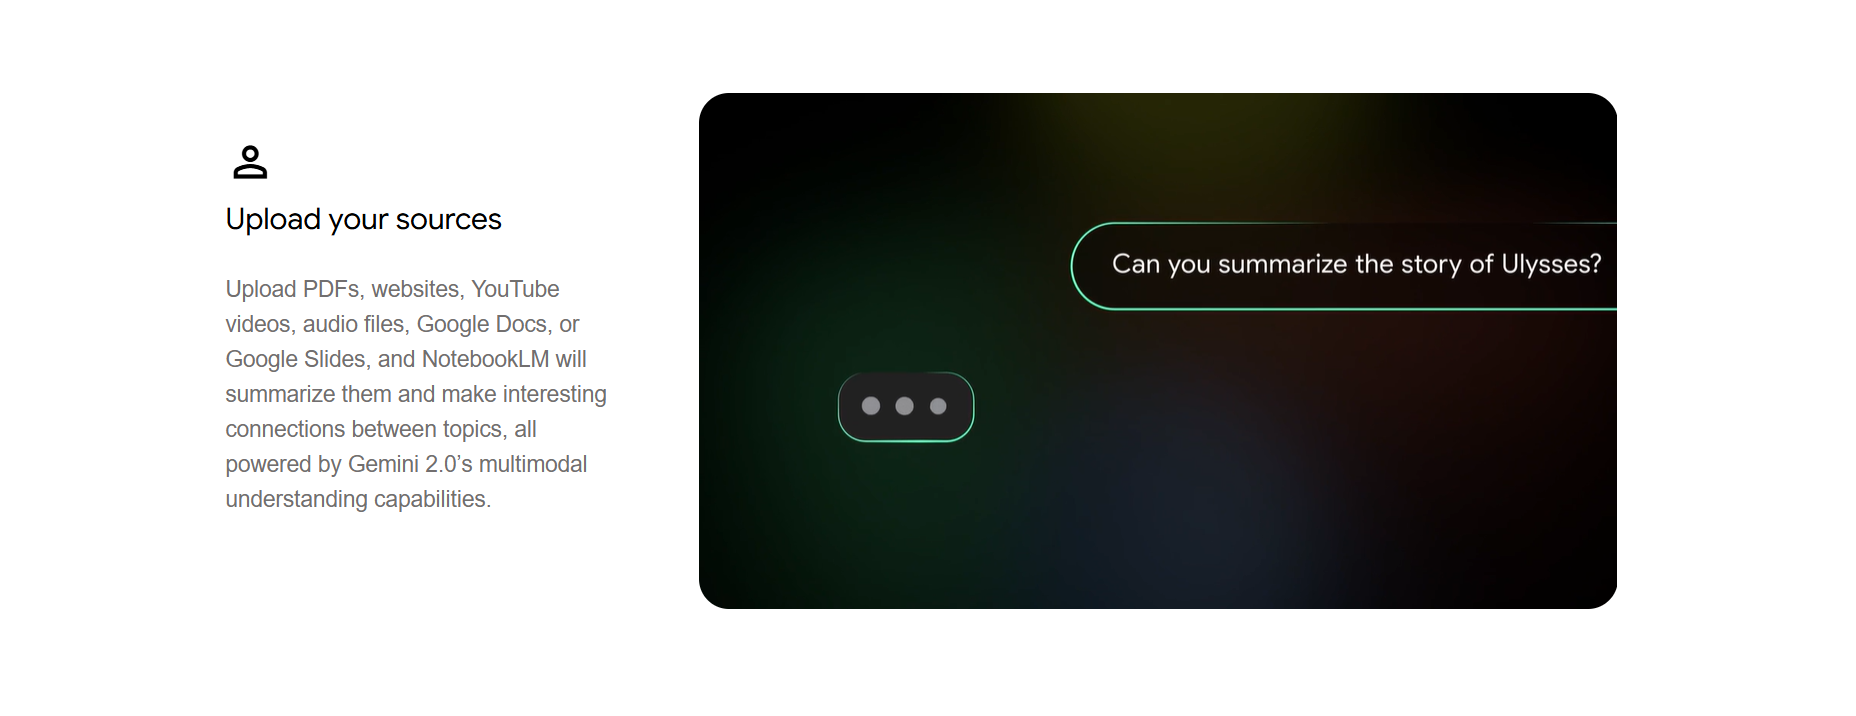 Upload your sources
Upload PDFs, websites, YouTube
videos, audio files, Google Docs, or
Google Slides, and NotebookLM will
summarize them and make interesting
connections between topics, all
powered by Gemini 2.0’s multimodal
understanding capabilities.
Can you summarize the story of Ulysses?